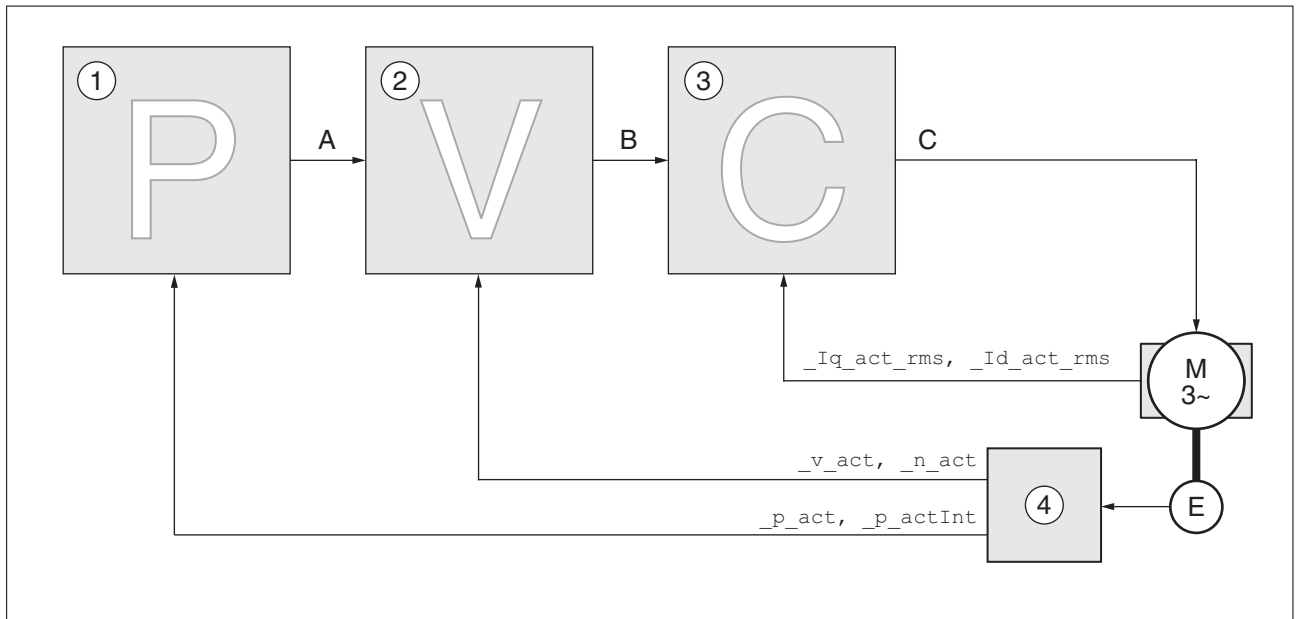 1
P
A
2
V
B
3
C
C
_Iq_act_rms, _Id_act_rms
M
3~
_v_act, _n_act
_p_act, _p_actInt
4
E